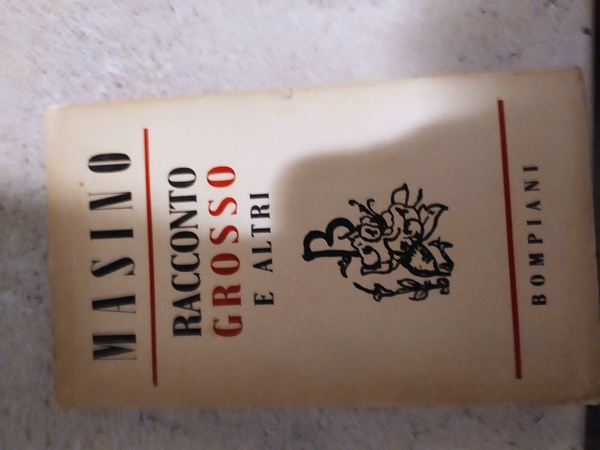 MASINO
RACCONTO
GROSSO
E ALTRI
B
BOMPIANI